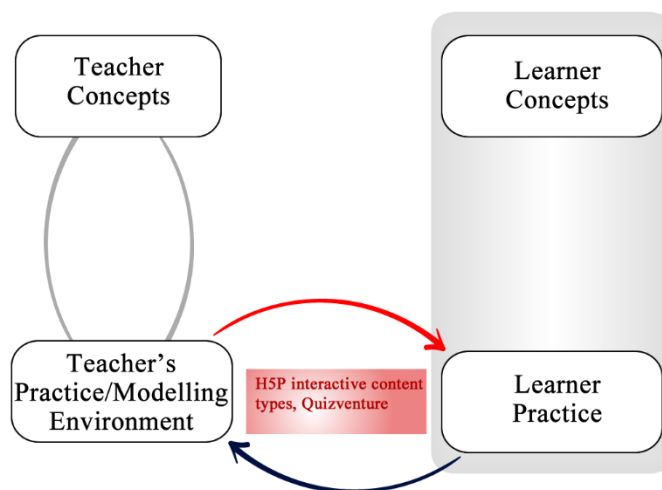 Teacher
Concepts
Learner
Concepts
Teacher's
Practice/Modelling
Environment
H5P interactive content
types, Quizventure
Learner
Practice